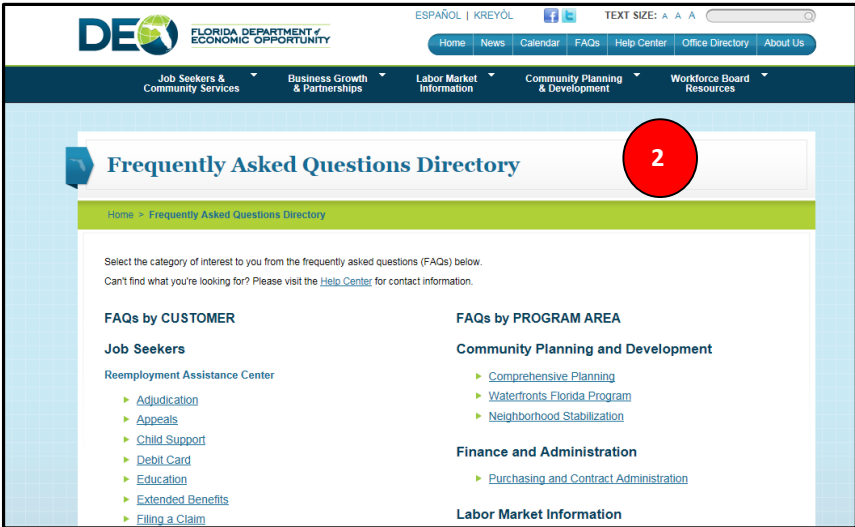 ESPAÑOL | KREYÒL
TEXT SIZE: A A A
DEO
FLORIDA DEPARTMENT of
ECONOMIC OPPORTUNITY
Home News Calendar FAQs Help Center Office Directory About Us
Job Seekers &
Community Services
Business Growth
& Partnerships
Labor Market
Information
Community Planning
& Development
Workforce Board
Resources
Frequently Asked Questions Directory
2
Home > Frequently Asked Questions Directory
Select the category of interest to you from the frequently asked questions (FAQs) below.
Can't find what you're looking for? Please visit the Help Center for contact information.
FAQs by CUSTOMER
Job Seekers
Reemployment Assistance Center
Adjudication
Appeals
Child Support
Debit Card
Education
Extended Benefits
Filing a Claim
FAQs by PROGRAM AREA
Community Planning and Development
Comprehensive Planning
Waterfronts Florida Program
Neighborhood Stabilization
Finance and Administration
Purchasing and Contract Administration
Labor Market Information